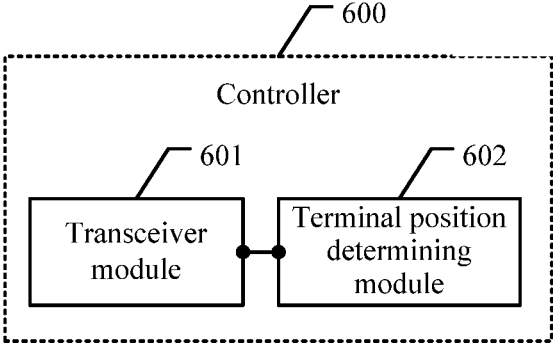 600
Controller
601
602
Transceiver
module
Terminal position
determining
module